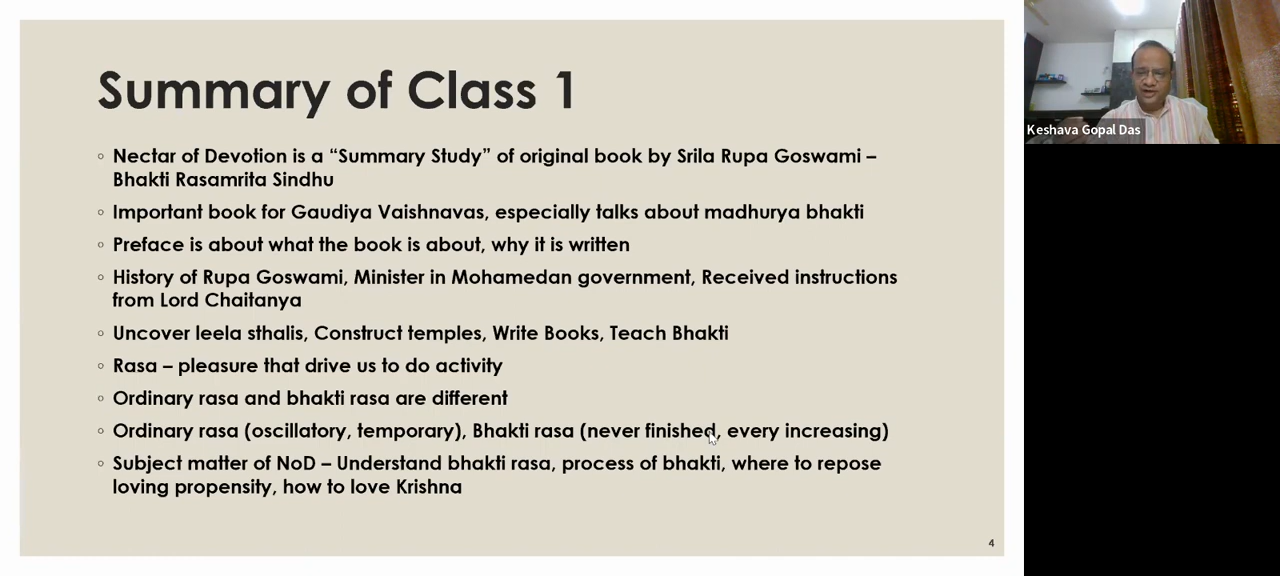 Summary of Class 1
◦ Nectar of Devotion is a “Summary Study” of original book by Srila Rupa Goswami –
Bhakti Rasamrita Sindhu
◦ Important book for Gaudiya Vaishnavas, especially talks about madhurya bhakti
◦ Preface is about what the book is about, why it is written
◦ History of Rupa Goswami, Minister in Mohamedan government, Received instructions
from Lord Chaitanya
◦ Uncover leela sthalis, Construct temples, Write Books, Teach Bhakti
◦ Rasa – pleasure that drive us to do activity
◦ Ordinary rasa and bhakti rasa are different
◦ Ordinary rasa (oscillatory, temporary), Bhakti rasa (never finished, every increasing)
◦ Subject matter of NoD – Understand bhakti rasa, process of bhakti, where to repose
loving propensity, how to love Krishna
4
Keshava Gopal Das